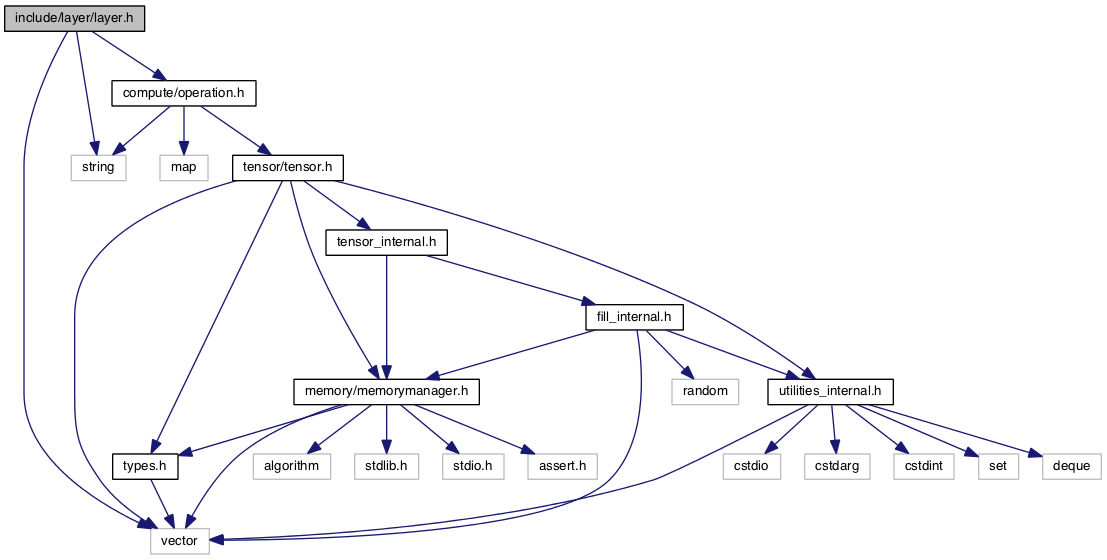 include/layer/layer.h
compute/operation.h
string
map
tensor/tensor.h
tensor_internal.h
fill_internal.h
memory/memorymanager.h
random
utilities_internal.h
types.h
algorithm
stdlib.h
stdio.h
assert.h
cstdio
cstdarg
cstdint
set
deque
vector